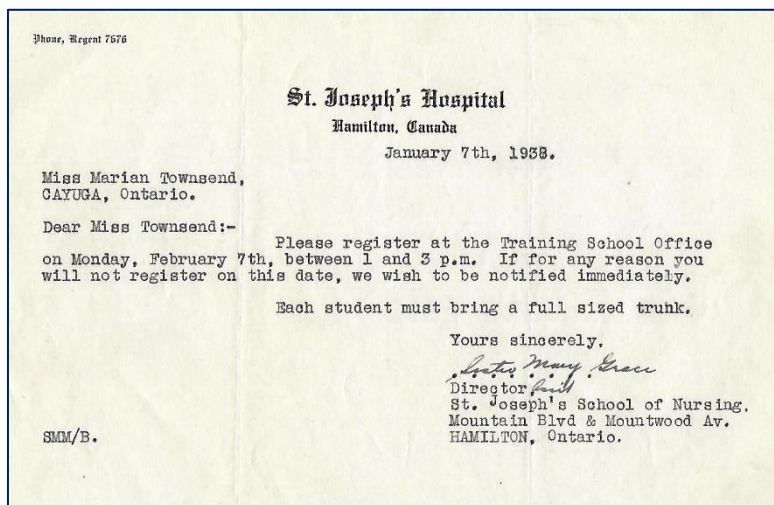 Phone, Regent 7676
St. Joseph's Hospital
Hamilton, Canada
January 7th, 1938.
Miss Marian Townsend,
CAYUGA, Ontario.
Dear Miss Townsend:-
Please register at the Training School Office
on Monday, February 7th, between 1 and 3 p.m. If for any reason you
will not register on this date, we wish to be notified immediately.
Each student must bring a full sized trunk.
Yours sincerely,
Sister Mary Grace
Director
St. Joseph's School of Nursing,
Mountain Blvd & Mountwood Av.
HAMILTON, Ontario.
SMM/B.